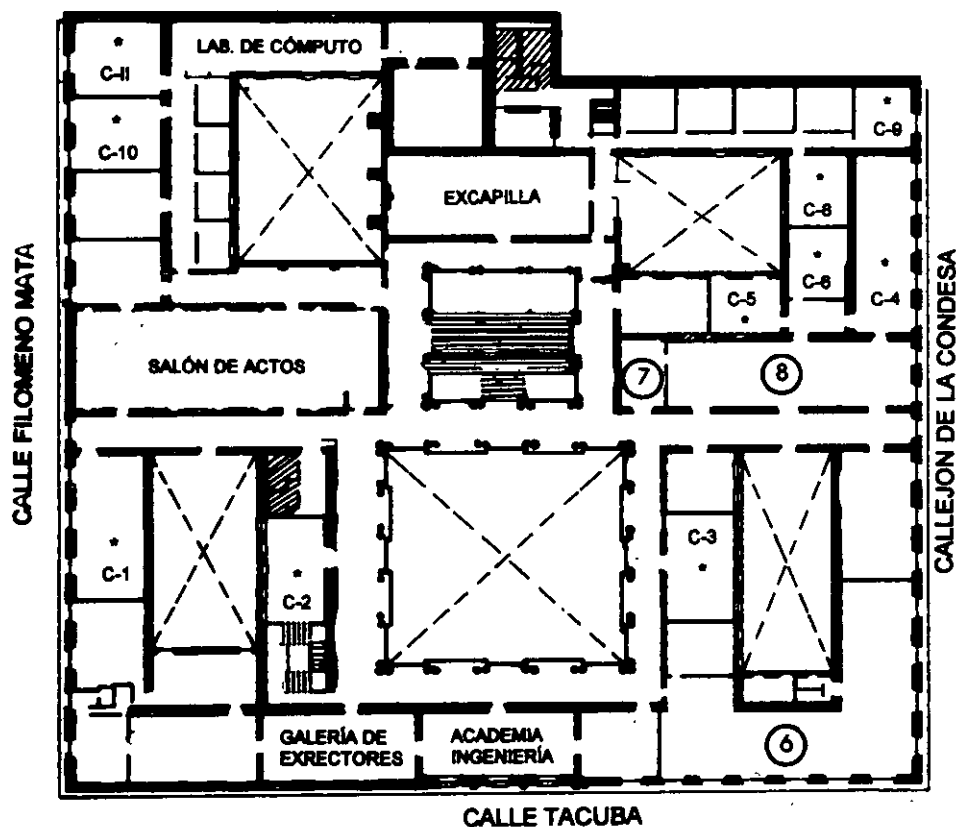 LAB. DE CÓMPUTO
*
C-11
*
C-10
*
C-9
EXCAPILLA
*
C-8
*
C-6
*
C-4
C-5
*
SALÓN DE ACTOS
7
8
CALLE FILOMENO MATA
CALLEJON DE LA CONDESA
*
C-1
*
C-2
C-3
*
GALERÍA DE
EXRECTORES
ACADEMIA
INGENIERÍA
6
CALLE TACUBA